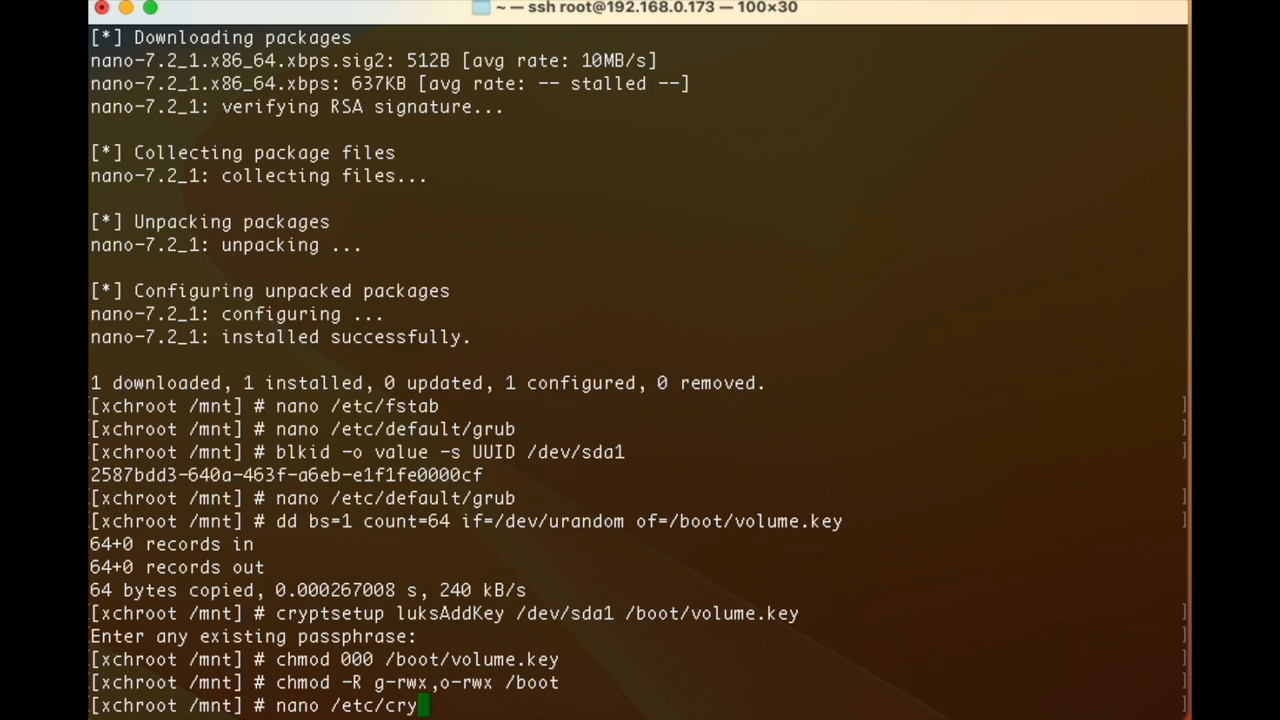 ~ — ssh root@192.168.0.173 — 100×30
[*] Downloading packages
nano-7.2_1.x86_64.xbps.sig2: 512B [avg rate: 10MB/s]
nano-7.2_1.x86_64.xbps: 637KB [avg rate: -- stalled --]
nano-7.2_1: verifying RSA signature...
[*] Collecting package files
nano-7.2_1: collecting files...
[*] Unpacking packages
nano-7.2_1: unpacking ...
[*] Configuring unpacked packages
nano-7.2_1: configuring ...
nano-7.2_1: installed successfully.
1 downloaded, 1 installed, 0 updated, 1 configured, 0 removed.
[xchroot /mnt] # nano /etc/fstab
[xchroot /mnt] # nano /etc/default/grub
[xchroot /mnt] # blkid -o value -s UUID /dev/sda1
2587bdd3-640a-463f-a6eb-e1f1fe0000cf
[xchroot /mnt] # nano /etc/default/grub
[xchroot /mnt] # dd bs=1 count=64 if=/dev/urandom of=/boot/volume.key
64+0 records in
64+0 records out
64 bytes copied, 0.000267008 s, 240 kB/s
[xchroot /mnt] # cryptsetup luksAddKey /dev/sda1 /boot/volume.key
Enter any existing passphrase:
[xchroot /mnt] # chmod 000 /boot/volume.key
[xchroot /mnt] # chmod -R g-rwx,o-rwx /boot
[xchroot /mnt] # nano /etc/cry